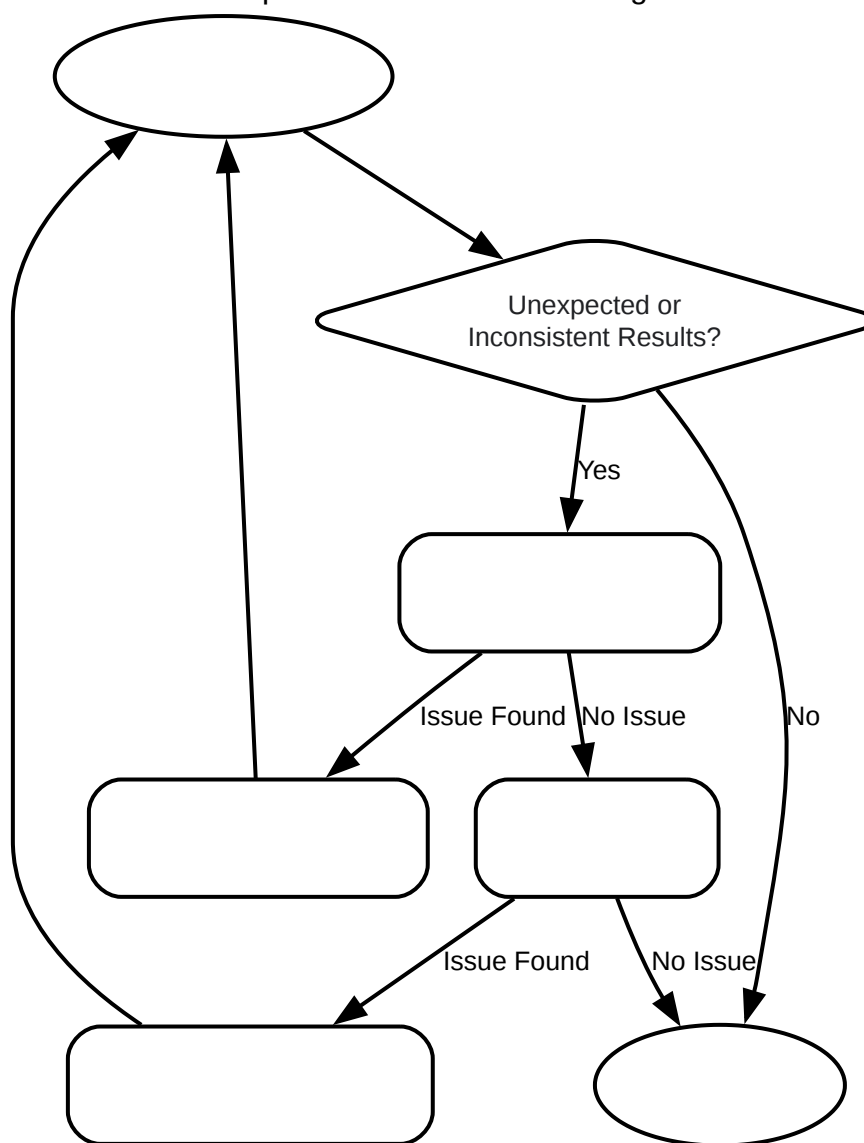 Unexpected or
Inconsistent Results?
Yes
Issue Found
No Issue
No
Issue Found
No Issue